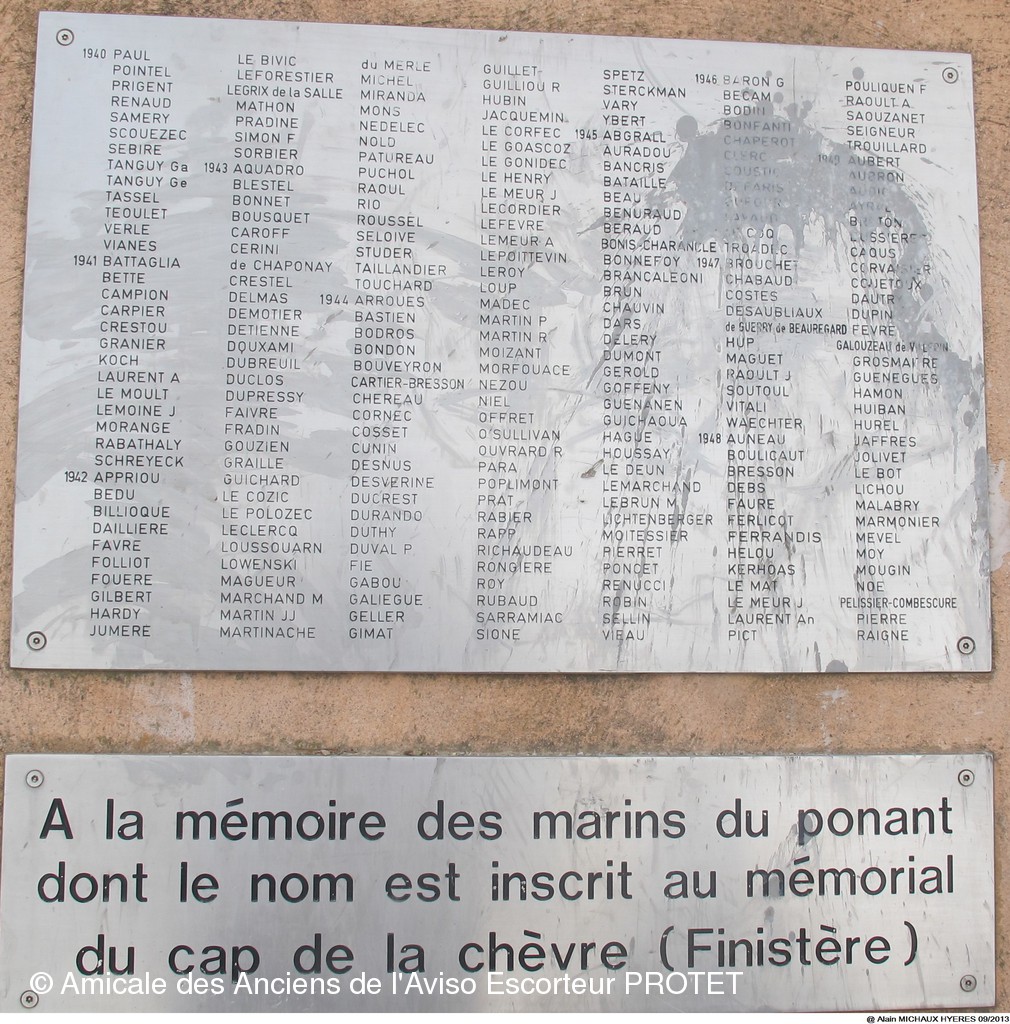 1940 PAUL
POINTEL
PRIGENT
RENAUD
SAMERY
SCOUEZEC
SEBIRE
TANGUY Ga
TANGUY Ge
TASSEL
TEOULET
VERLE
VIANES
1941 BATTAGLIA
BETTE
CAMPION
CARPIER
CRESTOU
GRANIER
KOCH
LAURENT A
LE MOULT
LEMOINE J
MORANGE
RABATHALY
SCHREYECK
1942 APPRIOU
BEDU
BILLIOQUE
DAILLIERE
FAVRE
FOLLIOT
FOUERE
GILBERT
HARDY
JUMERE
LE BIVIC
LEFORESTIER
LEGRIX de la SALLE
MATHON
PRADINE
SIMON F
SORBIER
1943 AQUADRO
BLESTEL
BONNET
BOUSQUET
CAROFF
CERINI
de CHAPONAY
CRESTEL
DELMAS
DEMOTIER
DETIENNE
DOUXAMI
DUBREUIL
DUCLOS
DUPRESSY
FAIVRE
FRADIN
GOUZIEN
GRAILLE
GUICHARD
LE COZIC
LE POLOZEC
LECLERCQ
LOUSSOUARN
LOWENSKI
MAGUEUR
MARCHAND M
MARTIN JJ
MARTINACHE
du MERLE
MICHEL
MIRANDA
MONS
NEDELEC
NOLD
PATUREAU
PUCHOL
RAOUL
RIO
ROUSSEL
SELOIVE
STUDER
TAILLANDIER
TOUCHARD
1944 ARROUES
BASTIEN
BODROS
BONDON
BOUVEYRON
CARTIER-BRESSON
CHEREAU
CORNEC
COSSET
CUNIN
DESNUS
DESVERINE
DUCREST
DURANDO
DUTHY
DUVAL P
FIE
GABOU
GALIEGUE
GELLER
GIMAT
GUILLET
GUILLIOU R
HUBIN
JACQUEMIN
LE CORFEC
LE GOASCOZ
LE GONIDEC
LE HENRY
LE MEUR J
LECORDIER
LEFEVRE
LEMEUR A
LEPOITTEVIN
LEROY
LOUP
MADEC
MARTIN P
MARTIN R
MOIZANT
MORFOUACE
NEZOU
NIEL
OFFRET
O'SULLIVAN
OUVRARD R
PARA
POPLIMONT
PRAT
RABIER
RAPP
RICHAUDEAU
RONGIERE
ROY
RUBAUD
SARRAMIAC
SIONE
SPETZ
STERCKMAN
VARY
YBERT
1945 ABGRALL
AURADOU
BANCRIS
BATAILLE
BEAU
BENURAUD
BERAUD
BONIS-CHARANCLE
BONNEFOY
BRANCALEONI
BRUN
CHAUVIN
DARS
DELERY
DUMONT
GEROLD
GOFFENY
GUENANEN
GUICHAOUA
HAGUE
HOUSSAY
LE DEUN
LEMARCHAND
LEBRUN M
LICHTENBERGER
MOITESSIER
PIERRET
PONCET
RENUCCI
ROBIN
SELLIN
VIEAU
1946 BARON G
BECAM
BODIN
BONFANTI
CHAPEROT
CLERC
TROADEC
1947 BROUCHET
CHABAUD
COSTES
DESAUBLIAUX
de GUERRY de BEAUREGARD
HUP
MAGUET
RAOULT J
SOUTOUL
VITALI
WAECHTER
1948 AUNEAU
BOULICAUT
BRESSON
DEBS
FAURE
FERLICOT
FERRANDIS
HELOU
KERHOAS
LE MAT
LE MEUR J
LAURENT An
PICT
POULIQUEN F
RAOULT A
SAOUZANET
SEIGNEUR
TROUILLARD
1949 AUBERT
CAQUS
DUPIN
FEVRE
GROSMAITRE
GUENEGUES
HAMON
HUIBAN
HUREL
JAFFRES
JOLIVET
LE BOT
LICHOU
MALABRY
MARMONIER
MEVEL
MOY
MOUGIN
NOE
PELISSIER-COMBESCURE
PIERRE
RAIGNE
A la mémoire des marins du ponant
dont le nom est inscrit au mémorial
du cap de la chèvre (Finistère)
© Amicale des Anciens de l'Aviso Escorteur PROTET
@ Alain MICHAUX HYERES 09/2013